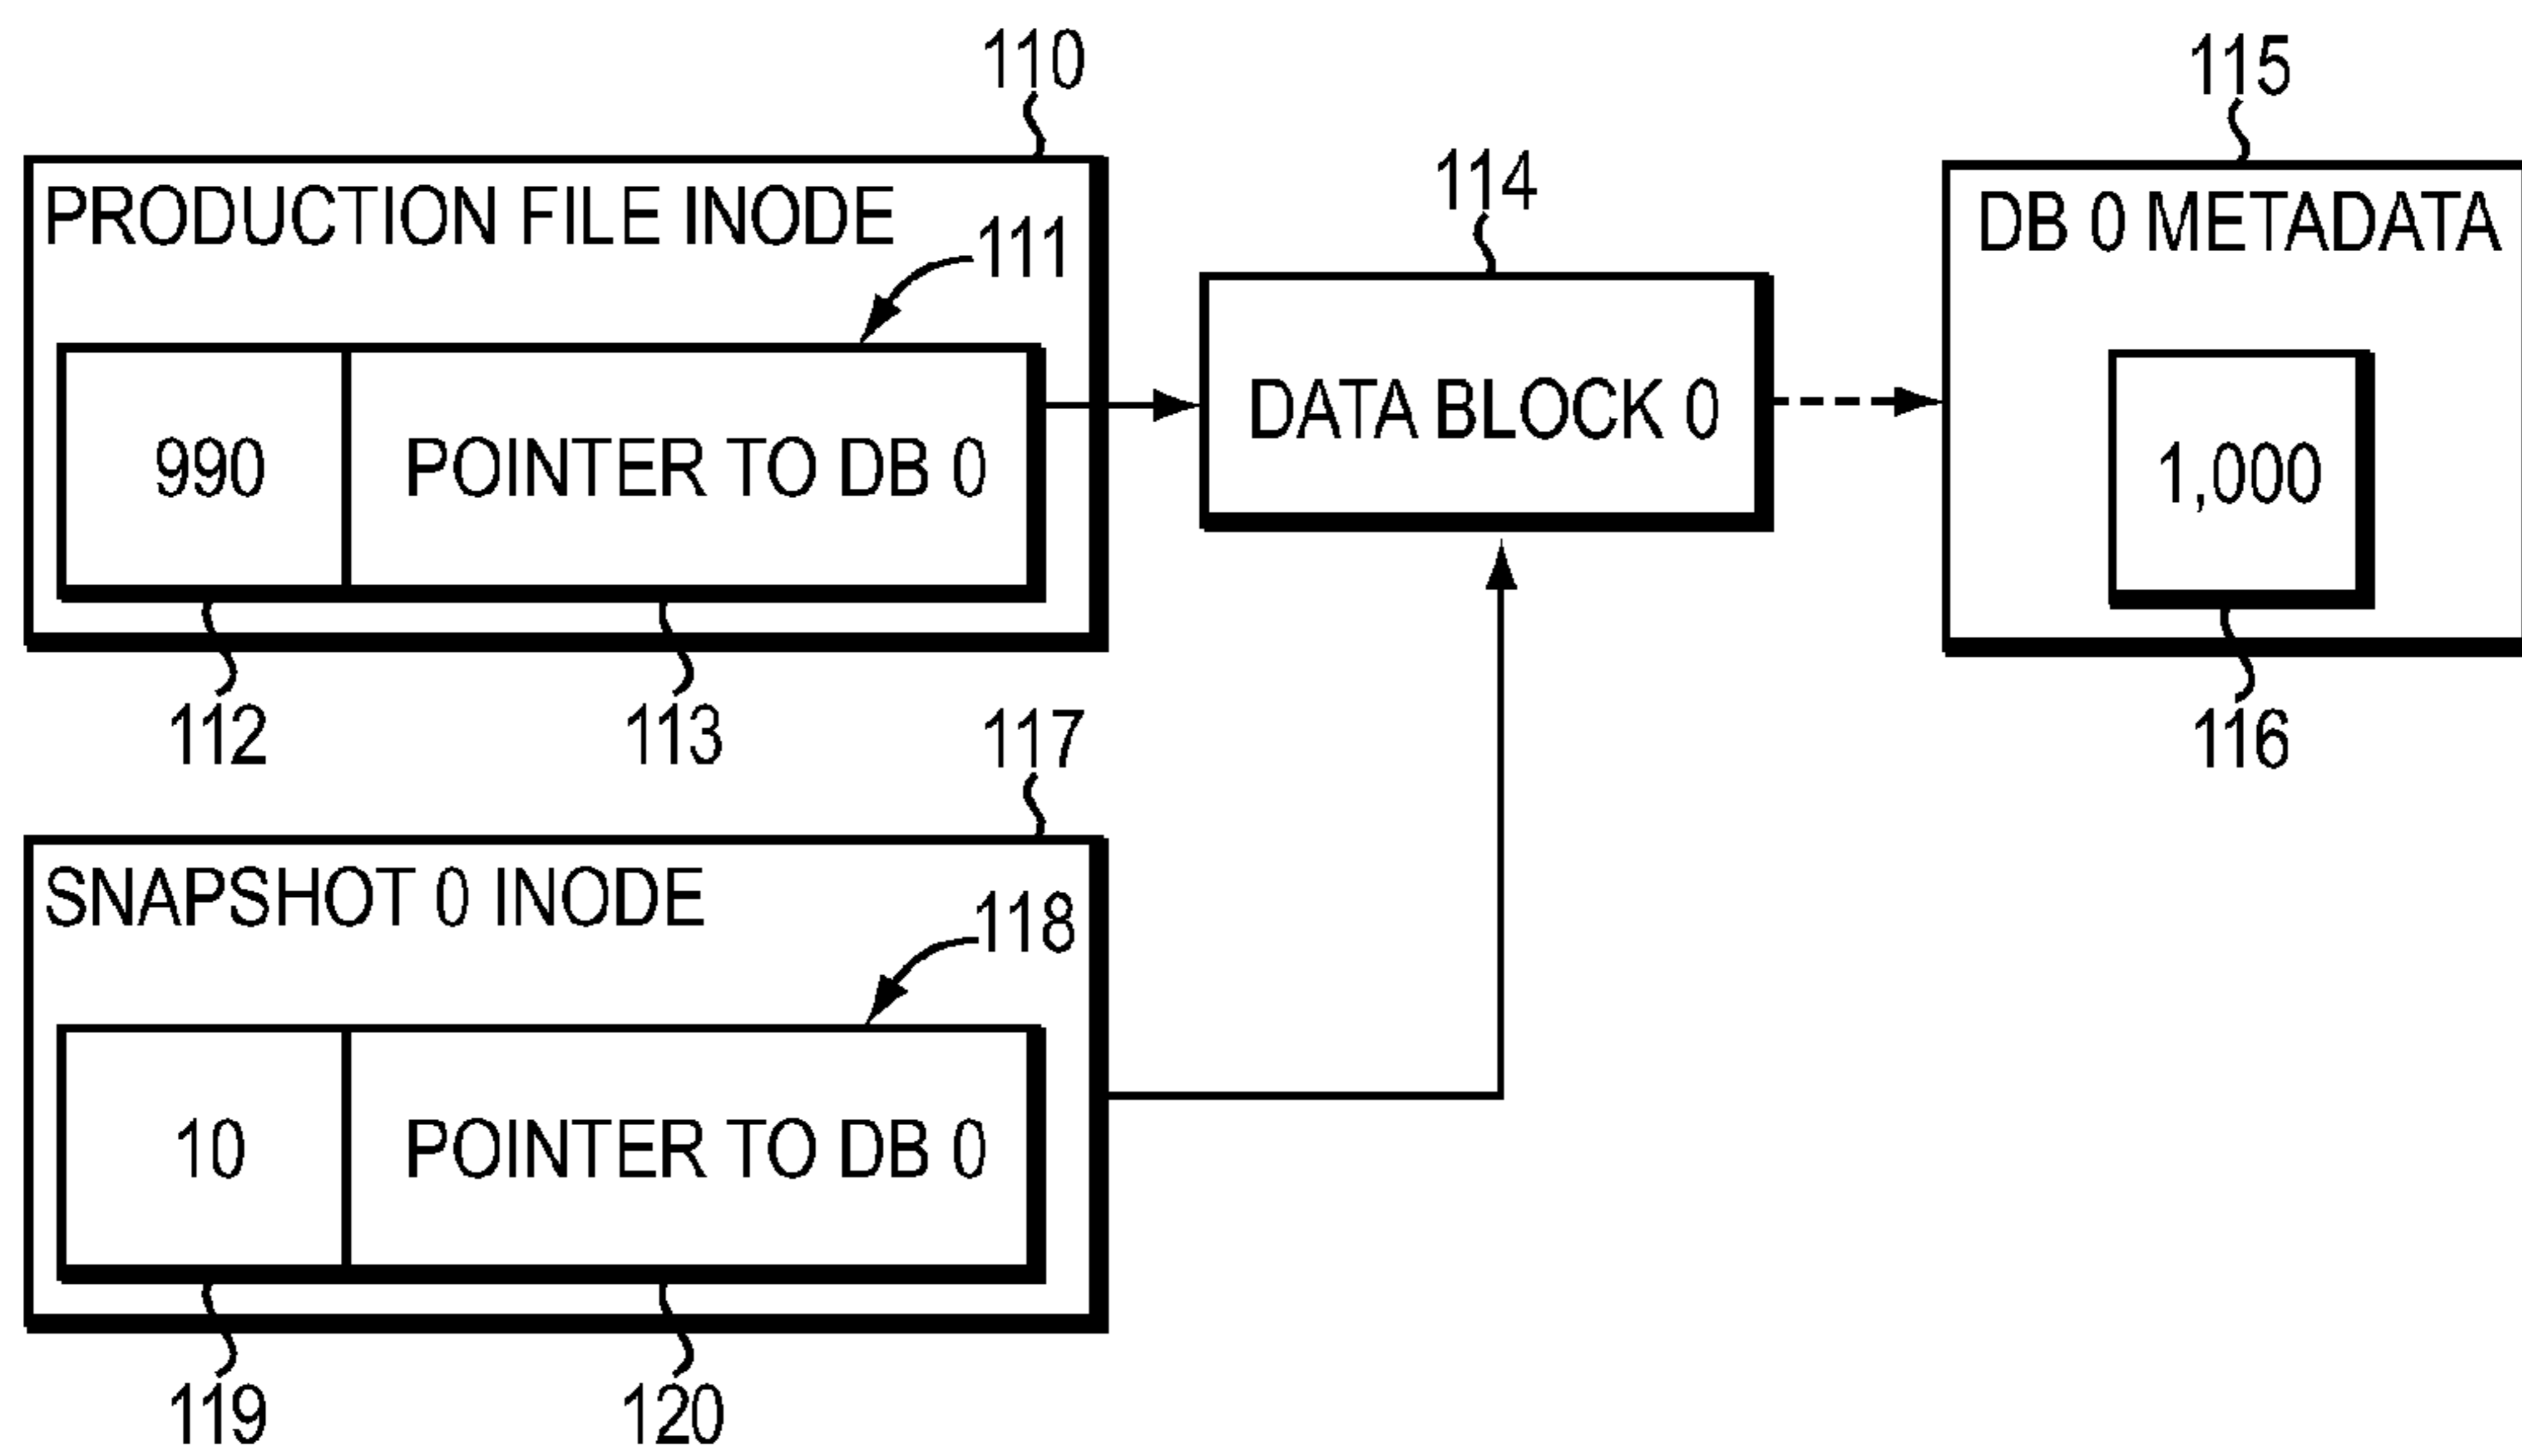 110
115
PRODUCTION FILE INODE
111
114
DB 0 METADATA
990
POINTER TO DB 0
DATA BLOCK 0
1,000
112
113
116
117
SNAPSHOT 0 INODE
118
10
POINTER TO DB 0
119
120